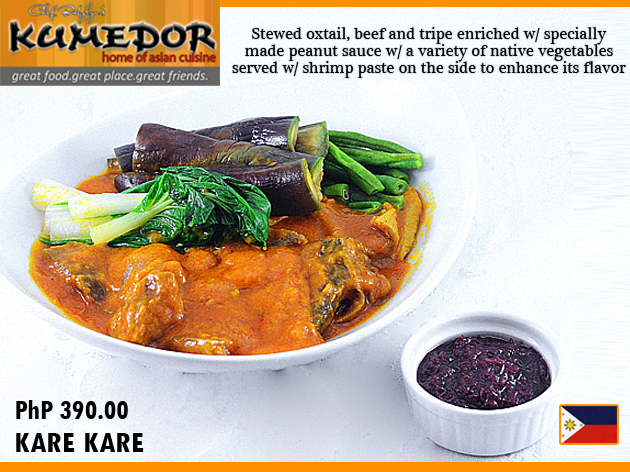 Chef
KUMEDOR
home of asian cuisine
great food.great place.great friends.
Stewed oxtail, beef and tripe enriched w/ specially
made peanut sauce w/ a variety of native vegetables
served w/ shrimp paste on the side to enhance its flavor
PhP 390.00
KARE KARE